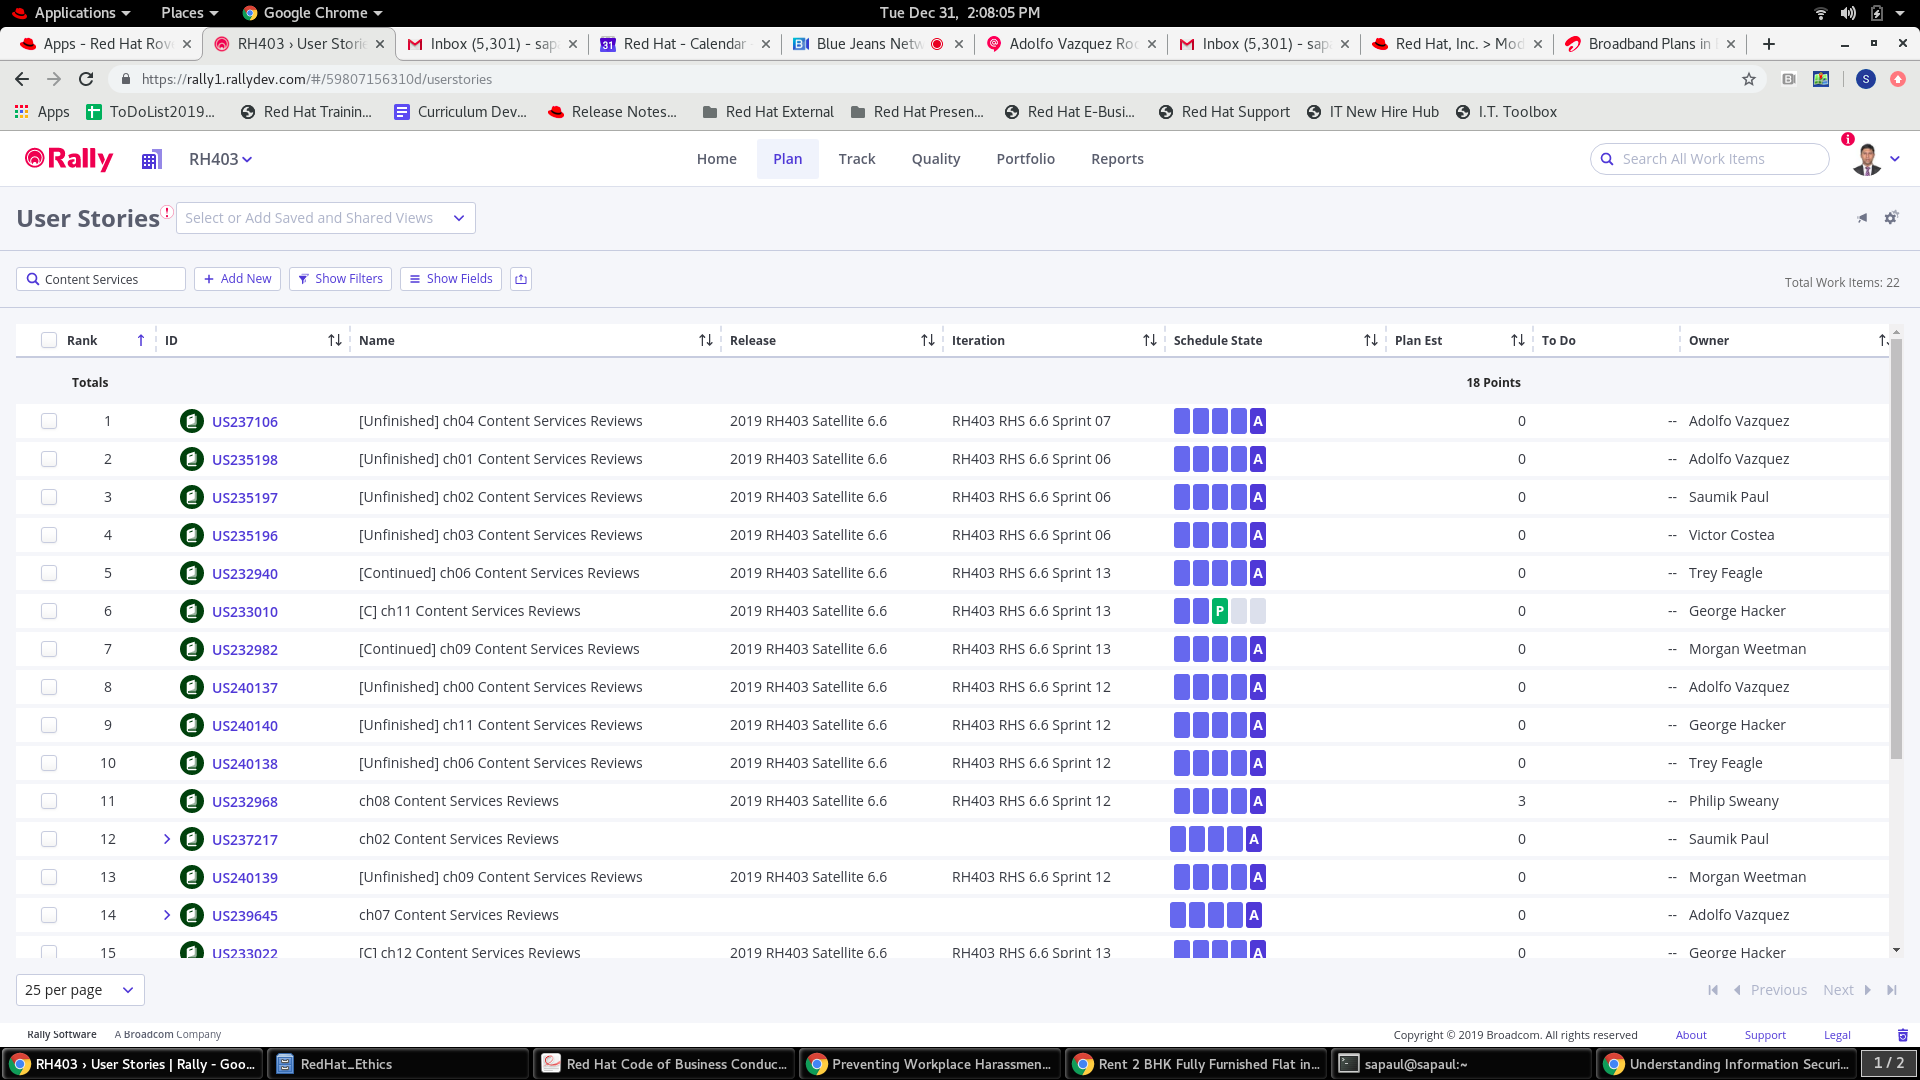 Applications Places Google Chrome Tue Dec 31, 2:08:05 PM
Apps - Red Hat Rov RH403 › User Storie Inbox (5,301) - sap Red Hat - Calendar Blue Jeans Netw Adolfo Vazquez Ro Inbox (5,301) - sap Red Hat, Inc. > Mod Broadband Plans in
https://rally1.rallydev.com/#/59807156310d/userstories S
Apps ToDoList2019... Red Hat Trainin... Curriculum Dev... Release Notes... Red Hat External Red Hat Presen... Red Hat E-Busi... Red Hat Support IT New Hire Hub I.T. Toolbox
Rally RH403 Home Plan Track Quality Portfolio Reports Search All Work Items
User Stories Select or Add Saved and Shared Views
Content Services + Add New Show Filters Show Fields Total Work Items: 22
Rank ID Name Release Iteration Schedule State Plan Est To Do Owner
Totals 18 Points
1 US237106 [Unfinished] ch04 Content Services Reviews 2019 RH403 Satellite 6.6 RH403 RHS 6.6 Sprint 07 A 0 -- Adolfo Vazquez
2 US235198 [Unfinished] ch01 Content Services Reviews 2019 RH403 Satellite 6.6 RH403 RHS 6.6 Sprint 06 A 0 -- Adolfo Vazquez
3 US235197 [Unfinished] ch02 Content Services Reviews 2019 RH403 Satellite 6.6 RH403 RHS 6.6 Sprint 06 A 0 -- Saumik Paul
4 US235196 [Unfinished] ch03 Content Services Reviews 2019 RH403 Satellite 6.6 RH403 RHS 6.6 Sprint 06 A 0 -- Victor Costea
5 US232940 [Continued] ch06 Content Services Reviews 2019 RH403 Satellite 6.6 RH403 RHS 6.6 Sprint 13 A 0 -- Trey Feagle
6 US233010 [C] ch11 Content Services Reviews 2019 RH403 Satellite 6.6 RH403 RHS 6.6 Sprint 13 P 0 -- George Hacker
7 US232982 [Continued] ch09 Content Services Reviews 2019 RH403 Satellite 6.6 RH403 RHS 6.6 Sprint 13 A 0 -- Morgan Weetman
8 US240137 [Unfinished] ch00 Content Services Reviews 2019 RH403 Satellite 6.6 RH403 RHS 6.6 Sprint 12 A 0 -- Adolfo Vazquez
9 US240140 [Unfinished] ch11 Content Services Reviews 2019 RH403 Satellite 6.6 RH403 RHS 6.6 Sprint 12 A 0 -- George Hacker
10 US240138 [Unfinished] ch06 Content Services Reviews 2019 RH403 Satellite 6.6 RH403 RHS 6.6 Sprint 12 A 0 -- Trey Feagle
11 US232968 ch08 Content Services Reviews 2019 RH403 Satellite 6.6 RH403 RHS 6.6 Sprint 12 A 3 -- Philip Sweany
12 US237217 ch02 Content Services Reviews A 0 -- Saumik Paul
13 US240139 [Unfinished] ch09 Content Services Reviews 2019 RH403 Satellite 6.6 RH403 RHS 6.6 Sprint 12 A 0 -- Morgan Weetman
14 US239645 ch07 Content Services Reviews A 0 -- Adolfo Vazquez
15 US233022 [C] ch12 Content Services Reviews 2019 RH403 Satellite 6.6 RH403 RHS 6.6 Sprint 13 A 0 -- George Hacker
25 per page Previous Next
Rally Software A Broadcom Company Copyright © 2019 Broadcom. All rights reserved About Support Legal
RH403 › User Stories | Rally - Goo... RedHat_Ethics Red Hat Code of Business Conduc... Preventing Workplace Harassmen... Rent 2 BHK Fully Furnished Flat in... sapaul@sapaul:~ Understanding Information Securi... 1 / 2